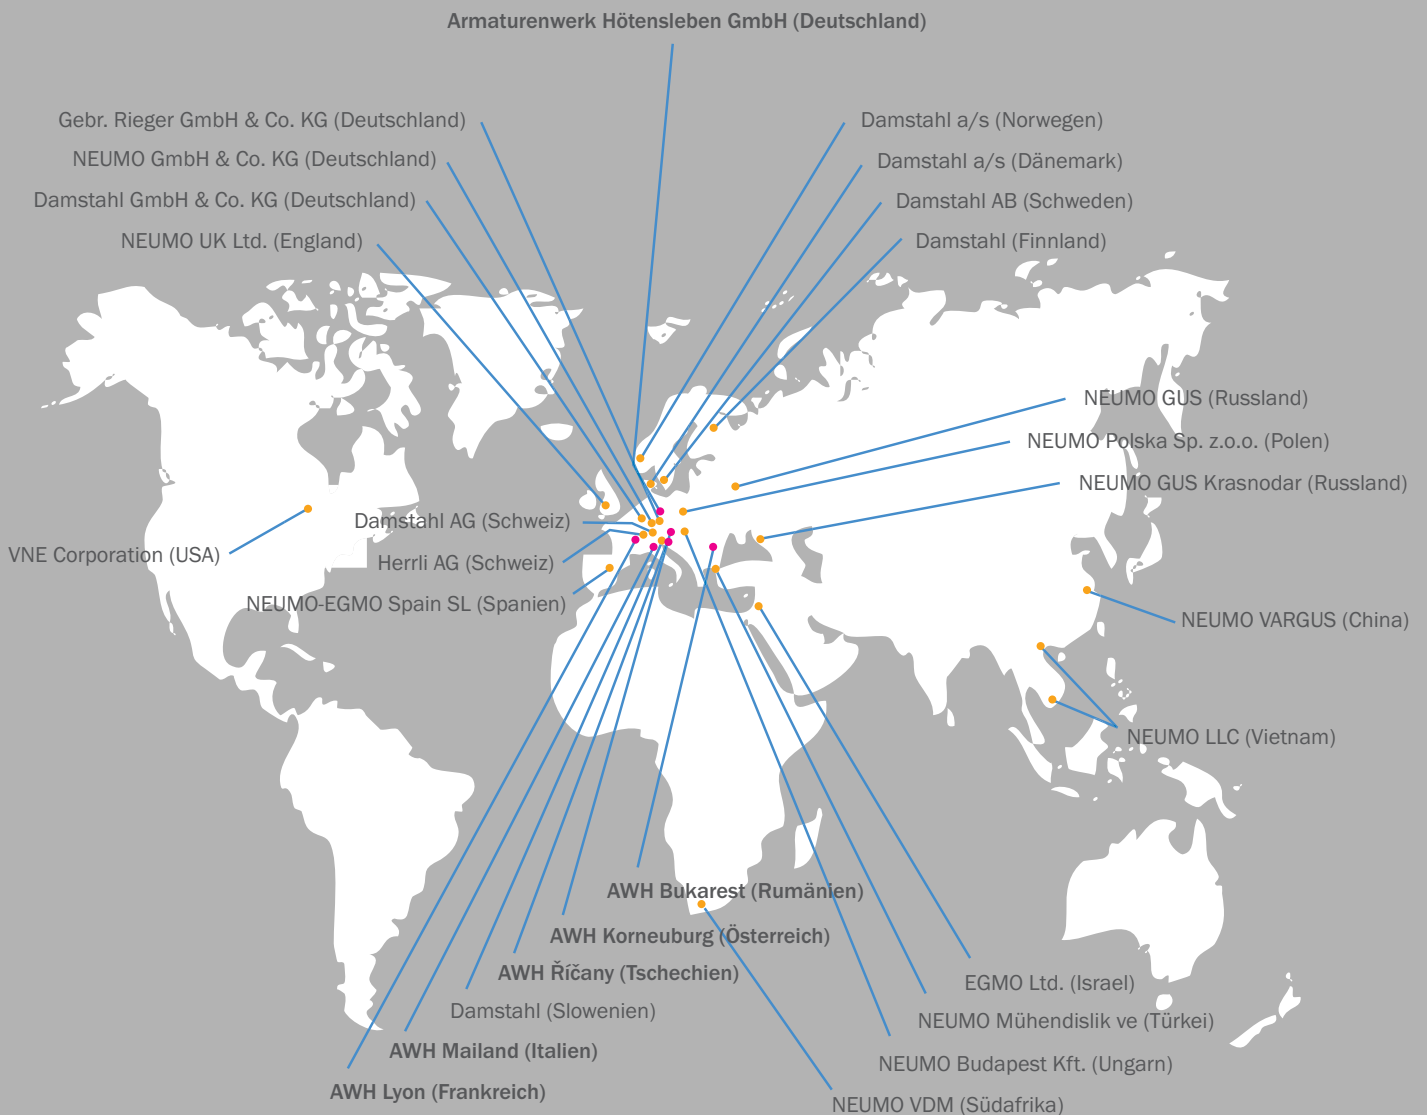 Armaturenwerk Hötensleben GmbH (Deutschland)
Gebr. Rieger GmbH & Co. KG (Deutschland)
NEUMO GmbH & Co. KG (Deutschland)
Damstahl GmbH & Co. KG (Deutschland)
NEUMO UK Ltd. (England)
Damstahl a/s (Norwegen)
Damstahl a/s (Dänemark)
Damstahl AB (Schweden)
Damstahl (Finnland)
NEUMO GUS (Russland)
NEUMO Polska Sp. z.o.o. (Polen)
NEUMO GUS Krasnodar (Russland)
Damstahl AG (Schweiz)
VNE Corporation (USA)
Herrli AG (Schweiz)
NEUMO-EGMO Spain SL (Spanien)
NEUMO VARGUS (China)
NEUMO LLC (Vietnam)
AWH Bukarest (Rumänien)
AWH Korneuburg (Österreich)
AWH Říčany (Tschechien)
Damstahl (Slowenien)
AWH Mailand (Italien)
AWH Lyon (Frankreich)
EGMO Ltd. (Israel)
NEUMO Mühendislik ve (Türkei)
NEUMO Budapest Kft. (Ungarn)
NEUMO VDM (Südafrika)